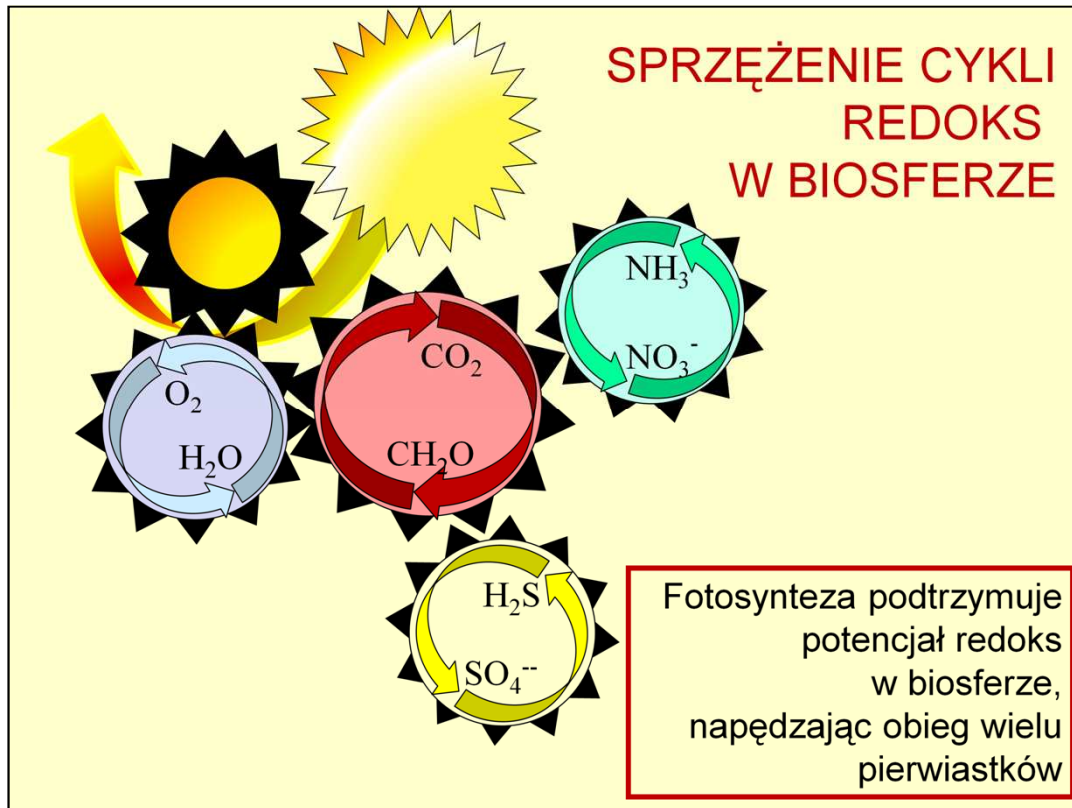 SPRZĘŻENIE CYKLI
REDOKS
W BIOSFERZE
NH₃
NO₃⁻
CO₂
CH₂O
O₂
H₂O
H₂S
SO₄⁻⁻
Fotosynteza podtrzymuje
potencjał redoks
w biosferze,
napędzając obieg wielu
pierwiastków